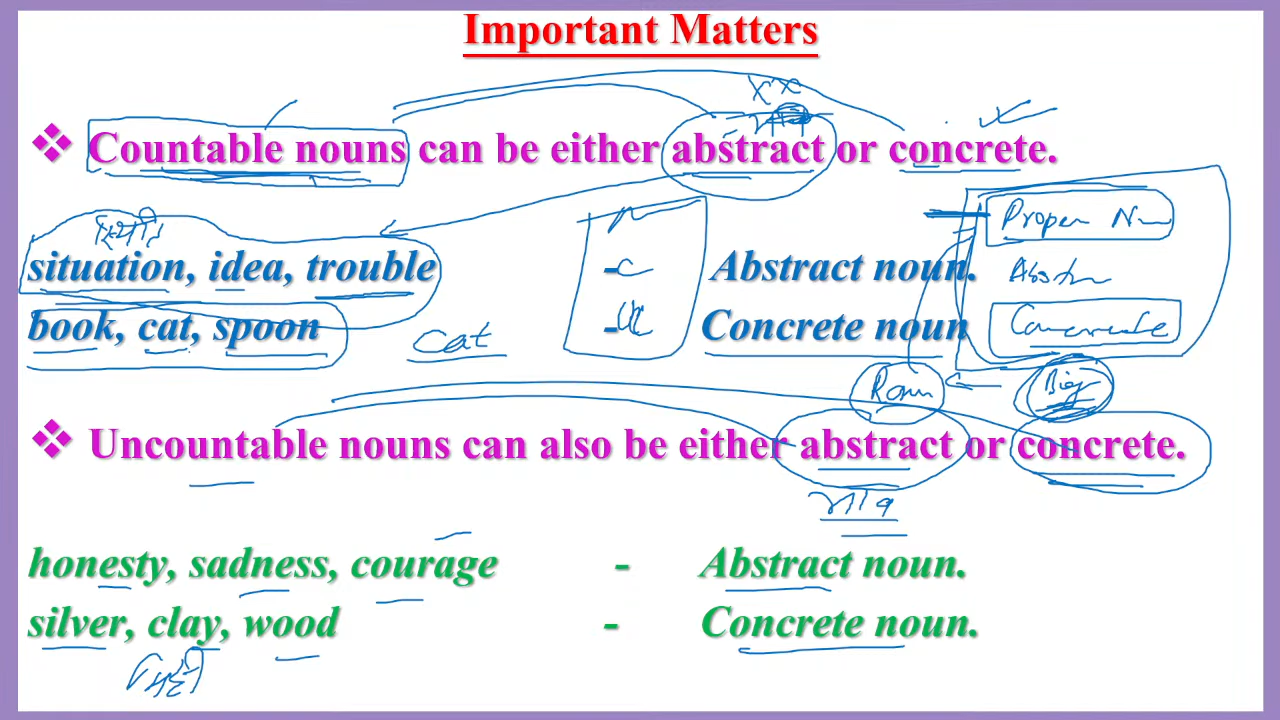 Important Matters
❖ Countable nouns can be either abstract or concrete.
Proper Noun
situation, idea, trouble - Abstract noun.
book, cat, spoon - Concrete noun
C
UC
cat
Concrete
❖ Uncountable nouns can also be either abstract or concrete.
honesty, sadness, courage - Abstract noun.
silver, clay, wood - Concrete noun.